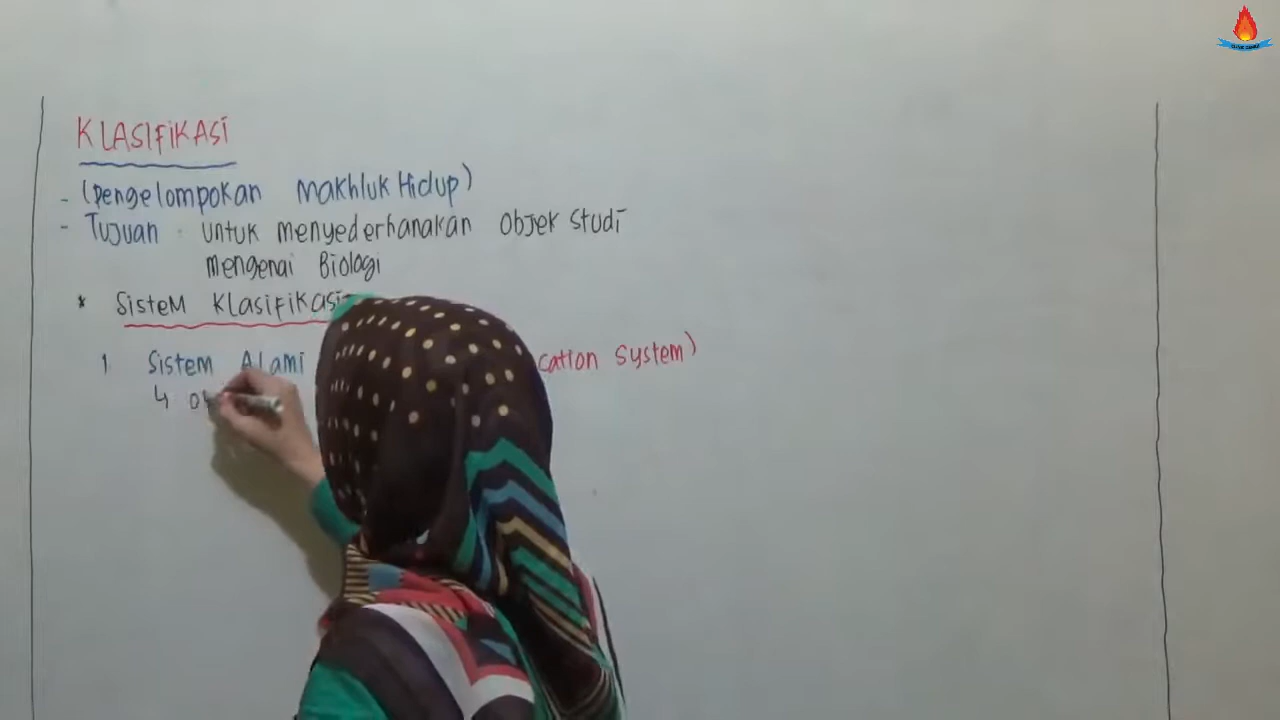 KLASIFIKASI
- (pengelompokan Makhluk Hidup)
- Tujuan : untuk menyederhanakan Objek Studi
mengenai Biologi
* Sistem Klasifikasi
1 Sistem Alami cation System)
↳